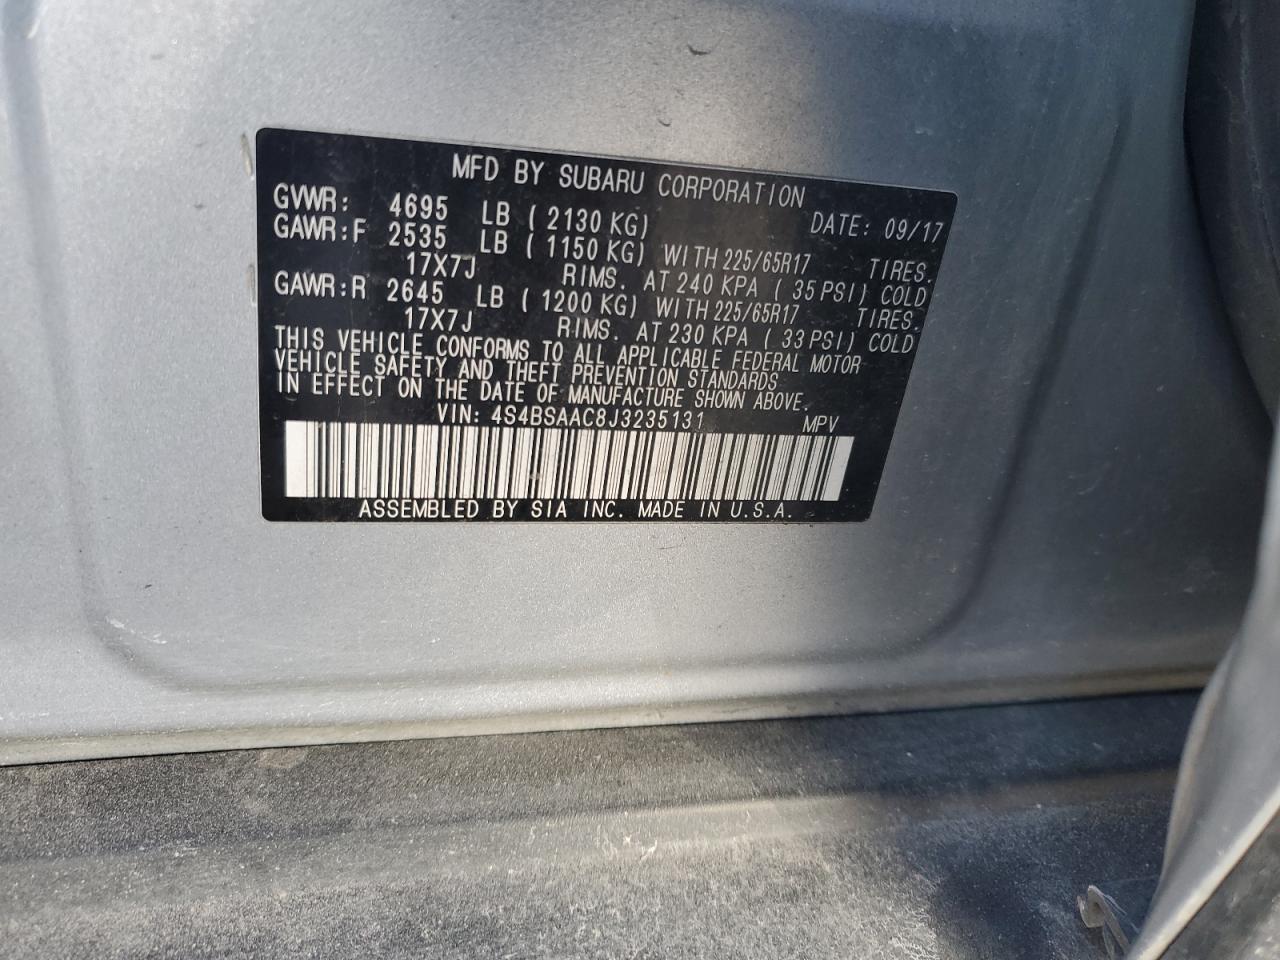 MFD BY SUBARU CORPORATION
GVWR: 4695 LB ( 2130 KG) DATE: 09/17
GAWR:F 2535 LB ( 1150 KG) WITH 225/65R17 TIRES.
17X7J RIMS. AT 240 KPA ( 35 PSI) COLD
GAWR:R 2645 LB ( 1200 KG) WITH 225/65R17 TIRES.
17X7J RIMS. AT 230 KPA ( 33 PSI) COLD
THIS VEHICLE CONFORMS TO ALL APPLICABLE FEDERAL MOTOR
VEHICLE SAFETY AND THEFT PREVENTION STANDARDS
IN EFFECT ON THE DATE OF MANUFACTURE SHOWN ABOVE.
VIN: 4S4BSAAC8J3235131 MPV
ASSEMBLED BY SIA INC. MADE IN U.S.A.